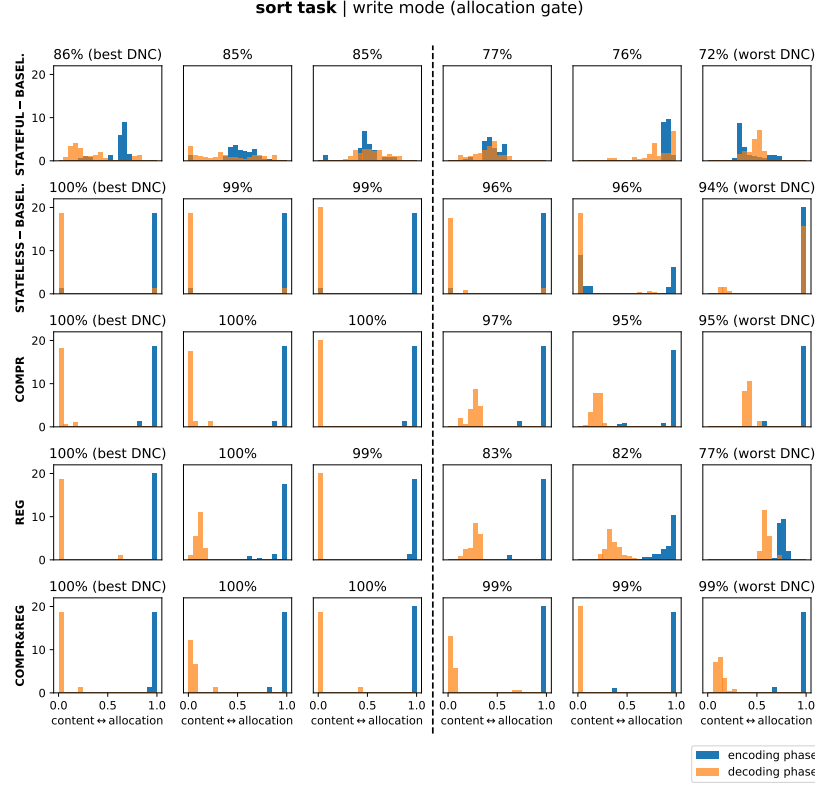 sort task | write mode (allocation gate)
86% (best DNC) 85% 85% 77% 76% 72% (worst DNC)
STATEFUL − BASEL.
20
10
0
100% (best DNC) 99% 99% 96% 96% 94% (worst DNC)
STATELESS − BASEL.
20
10
0
100% (best DNC) 100% 100% 97% 95% 95% (worst DNC)
COMPR
20
10
0
100% (best DNC) 100% 99% 83% 82% 77% (worst DNC)
REG
20
10
0
100% (best DNC) 100% 100% 99% 99% 99% (worst DNC)
COMPR&REG
20
10
0
0.0 0.5 1.0 0.0 0.5 1.0 0.0 0.5 1.0 0.0 0.5 1.0 0.0 0.5 1.0 0.0 0.5 1.0
content ↔ allocation content ↔ allocation content ↔ allocation content ↔ allocation content ↔ allocation content ↔ allocation
encoding phase
decoding phase